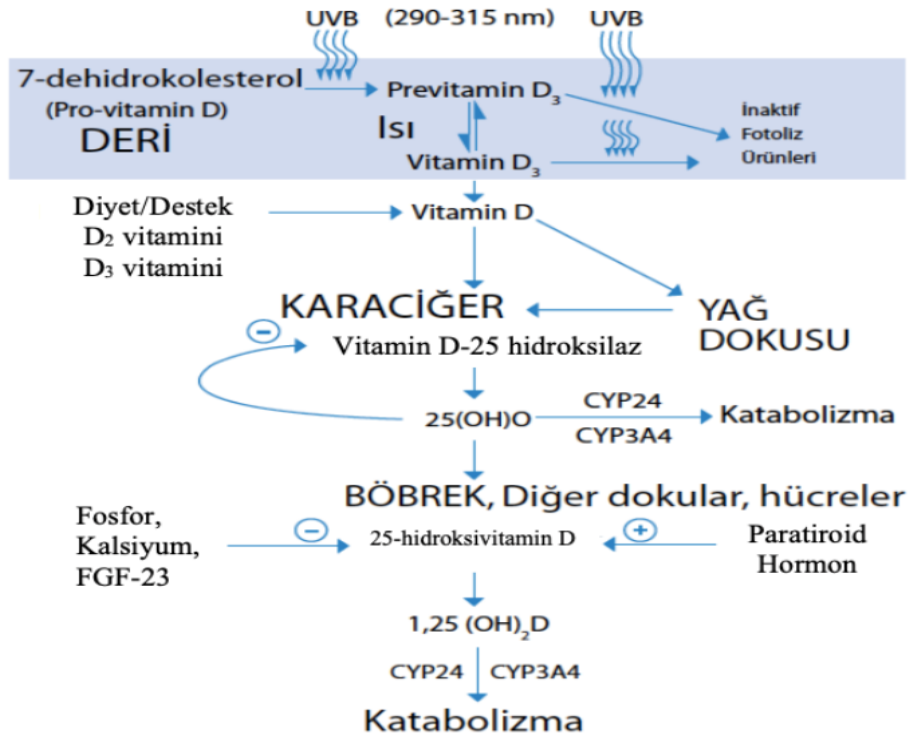 UVB (290-315 nm) UVB
7-dehidrokolesterol
(Pro-vitamin D)
DERİ
Previtamin D₃
Isı
Vitamin D₃
İnaktif
Fotoliz
Ürünleri
Diyet/Destek
D₂ vitamini
D₃ vitamini
Vitamin D
KARACİĞER
Vitamin D-25 hidroksilaz
YAĞ
DOKUSU
−
25(OH)O
CYP24
CYP3A4
Katabolizma
BÖBREK, Diğer dokular, hücreler
Fosfor,
Kalsiyum,
FGF-23
−
25-hidroksivitamin D
+
Paratiroid
Hormon
1,25 (OH)₂D
CYP24 CYP3A4
Katabolizma